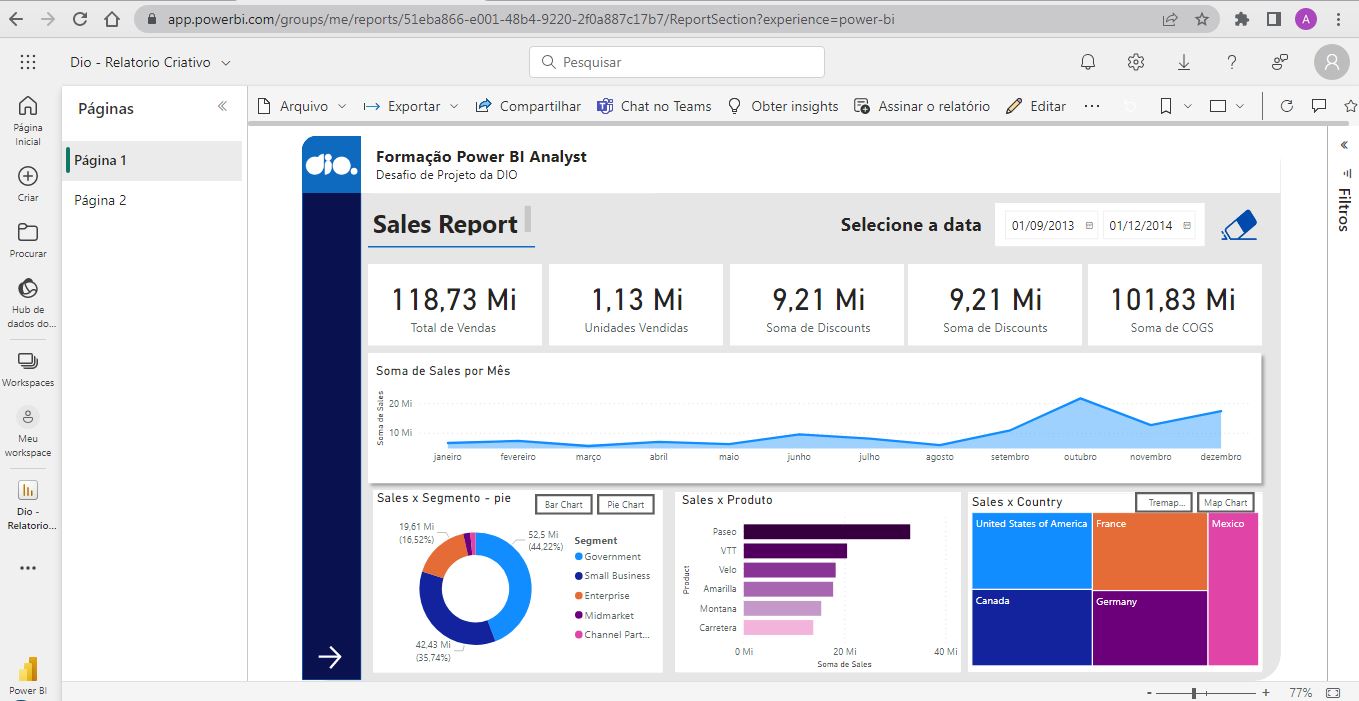 app.powerbi.com/groups/me/reports/51eba866-e001-48b4-9220-2f0a887c17b7/ReportSection?experience=power-bi
A
Dio - Relatorio Criativo
Pesquisar
Página
Inicial
Criar
Procurar
Hub de
dados do...
Workspaces
Meu
workspace
Dio -
Relatorio...
Power BI
Páginas
Página 1
Página 2
Arquivo
Exportar
Compartilhar
Chat no Teams
Obter insights
Assinar o relatório
Editar
Filtros
dio.
Formação Power BI Analyst
Desafio de Projeto da DIO
Sales Report
Selecione a data
01/09/2013
01/12/2014
118,73 Mi
Total de Vendas
1,13 Mi
Unidades Vendidas
9,21 Mi
Soma de Discounts
9,21 Mi
Soma de Discounts
101,83 Mi
Soma de COGS
Soma de Sales por Mês
Soma de Sales
20 Mi
10 Mi
janeiro fevereiro março abril maio junho julho agosto setembro outubro novembro dezembro
Sales x Segmento - pie
Bar Chart
Pie Chart
19,61 Mi
(16,52%)
52,5 Mi
(44,22%)
42,43 Mi
(35,74%)
Segment
Government
Small Business
Enterprise
Midmarket
Channel Part...
Sales x Produto
Product
Paseo
VTT
Velo
Amarilla
Montana
Carretera
0 Mi 20 Mi 40 Mi
Soma de Sales
Sales x Country
Tremap...
Map Chart
United States of America
France
Mexico
Canada
Germany
77%